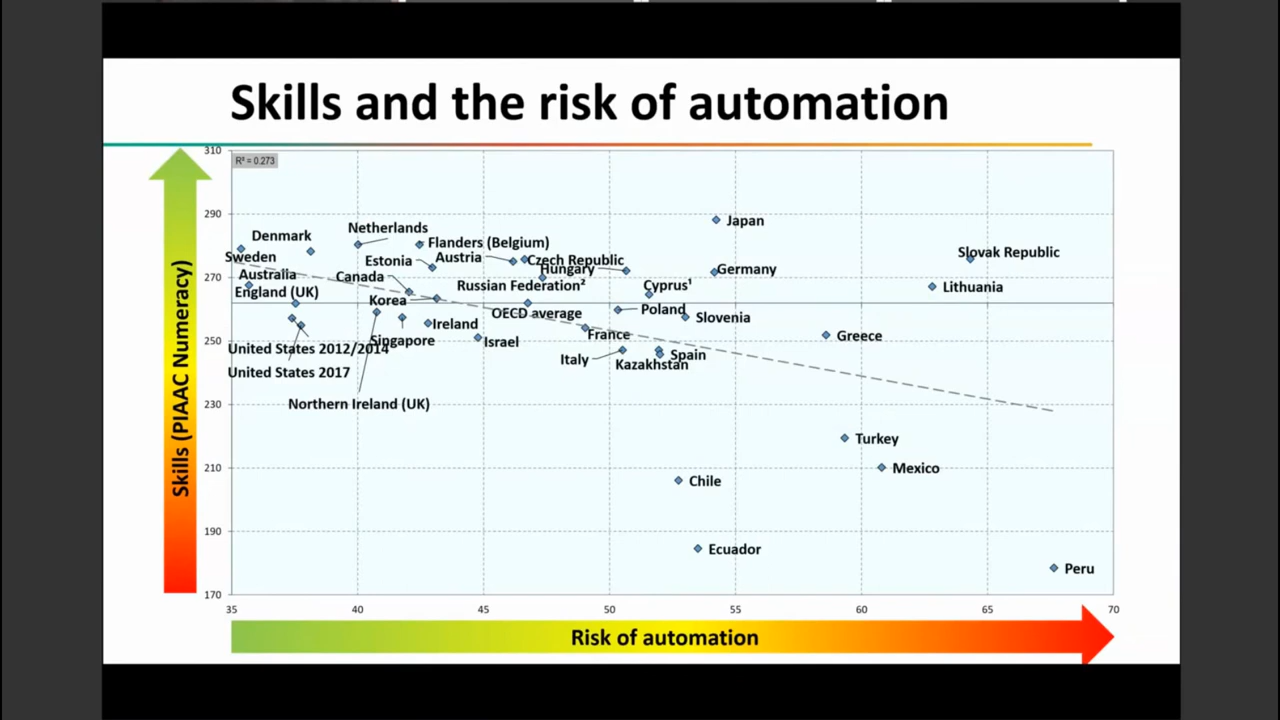 Skills and the risk of automation
310
R² = 0.273
290
270
250
230
210
190
170
Skills (PIAAC Numeracy)
Japan
Netherlands
Denmark
Flanders (Belgium)
Slovak Republic
Sweden
Estonia
Austria
Czech Republic
Hungary
Germany
Australia
Canada
Russian Federation²
Cyprus¹
Lithuania
England (UK)
Korea
OECD average
Poland
Slovenia
Ireland
France
Greece
Singapore
Israel
United States 2012/2014
Italy
Spain
Kazakhstan
United States 2017
Northern Ireland (UK)
Turkey
Mexico
Chile
Ecuador
Peru
35 40 45 50 55 60 65 70
Risk of automation